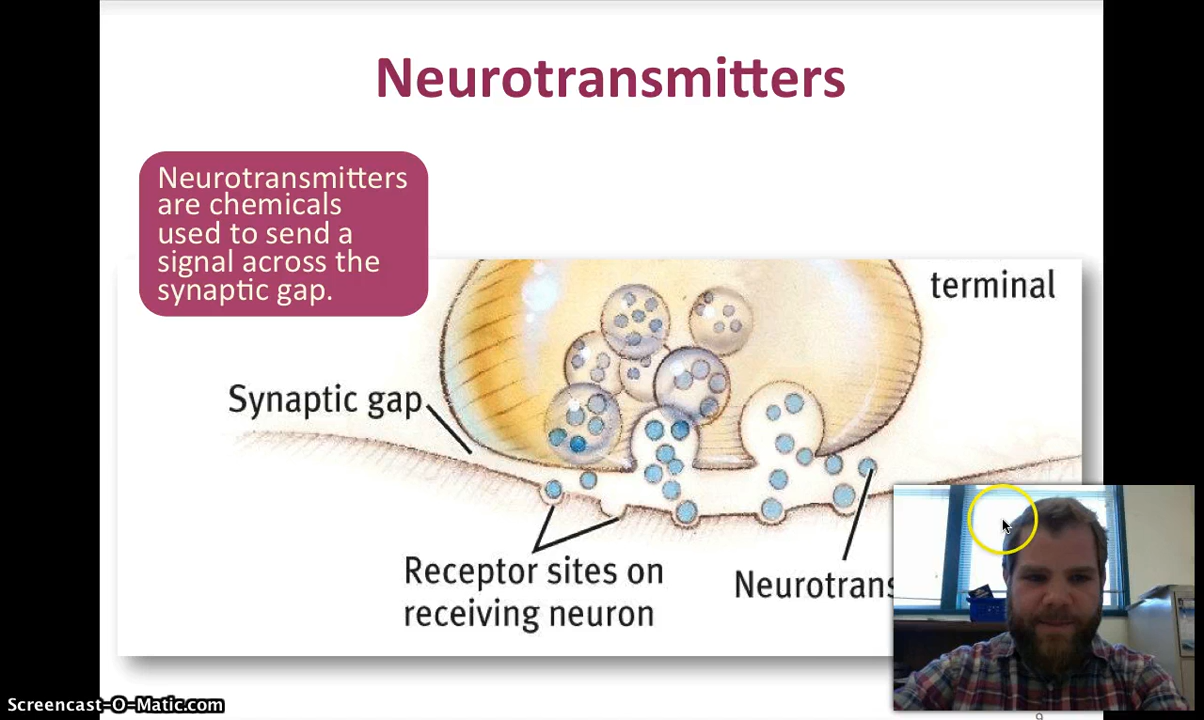 Neurotransmitters
Neurotransmitters
are chemicals
used to send a
signal across the
synaptic gap.
terminal
Synaptic gap
Receptor sites on
receiving neuron
Neurotrans
Screencast-O-Matic.com
9